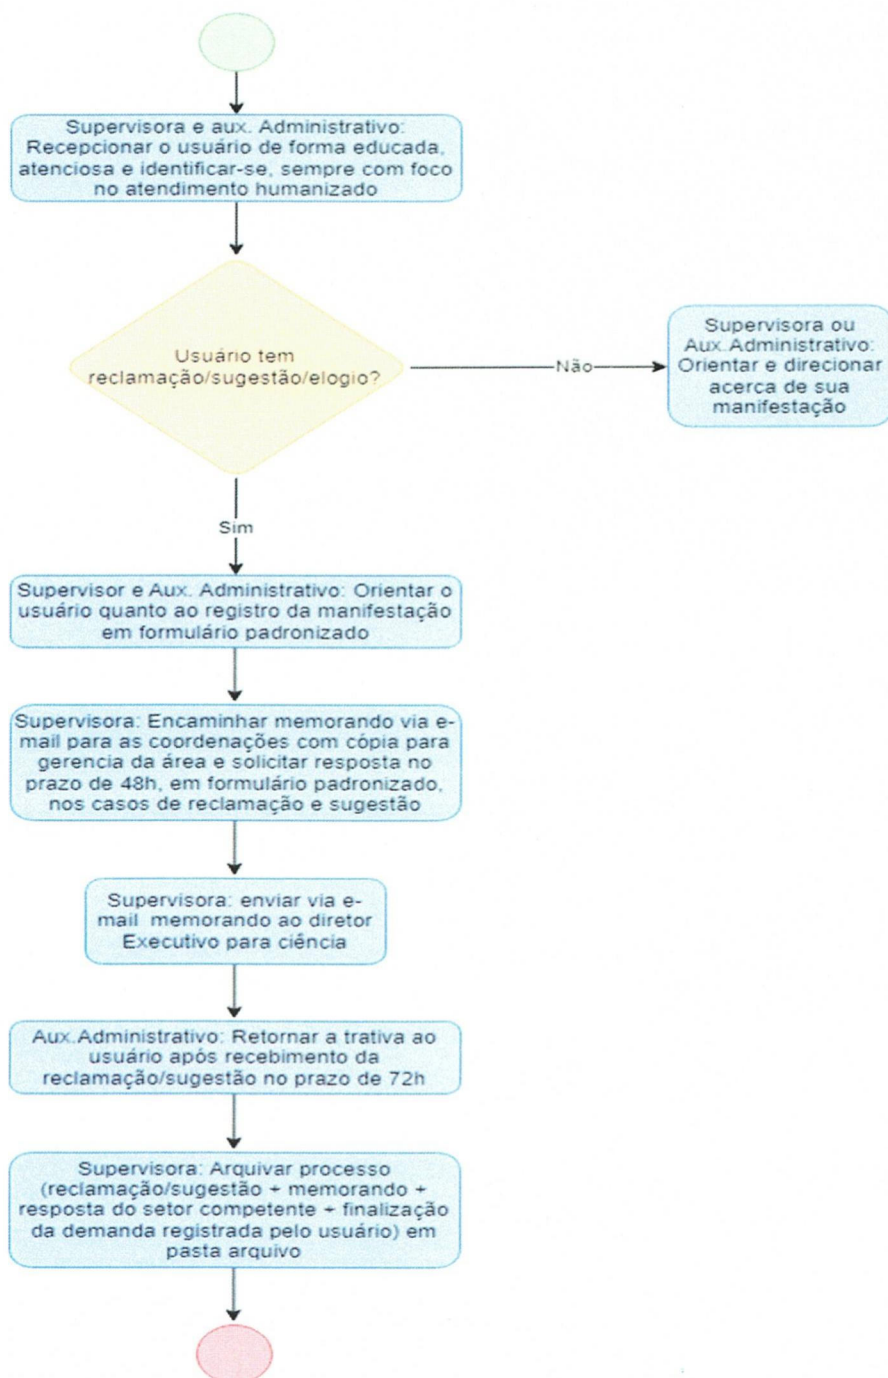 Supervisora e aux. Administrativo:
Recepcionar o usuário de forma educada,
atenciosa e identificar-se, sempre com foco
no atendimento humanizado
Usuário tem
reclamação/sugestão/elogio?
Não
Supervisora ou
Aux.Administrativo:
Orientar e direcionar
acerca de sua
manifestação
Sim
Supervisor e Aux. Administrativo: Orientar o
usuário quanto ao registro da manifestação
em formulário padronizado
Supervisora: Encaminhar memorando via e-
mail para as coordenações com cópia para
gerencia da área e solicitar resposta no
prazo de 48h, em formulário padronizado,
nos casos de reclamação e sugestão
Supervisora: enviar via e-
mail memorando ao diretor
Executivo para ciência
Aux.Administrativo: Retornar a trativa ao
usuário após recebimento da
reclamação/sugestão no prazo de 72h
Supervisora: Arquivar processo
(reclamação/sugestão + memorando +
resposta do setor competente + finalização
da demanda registrada pelo usuário) em
pasta arquivo